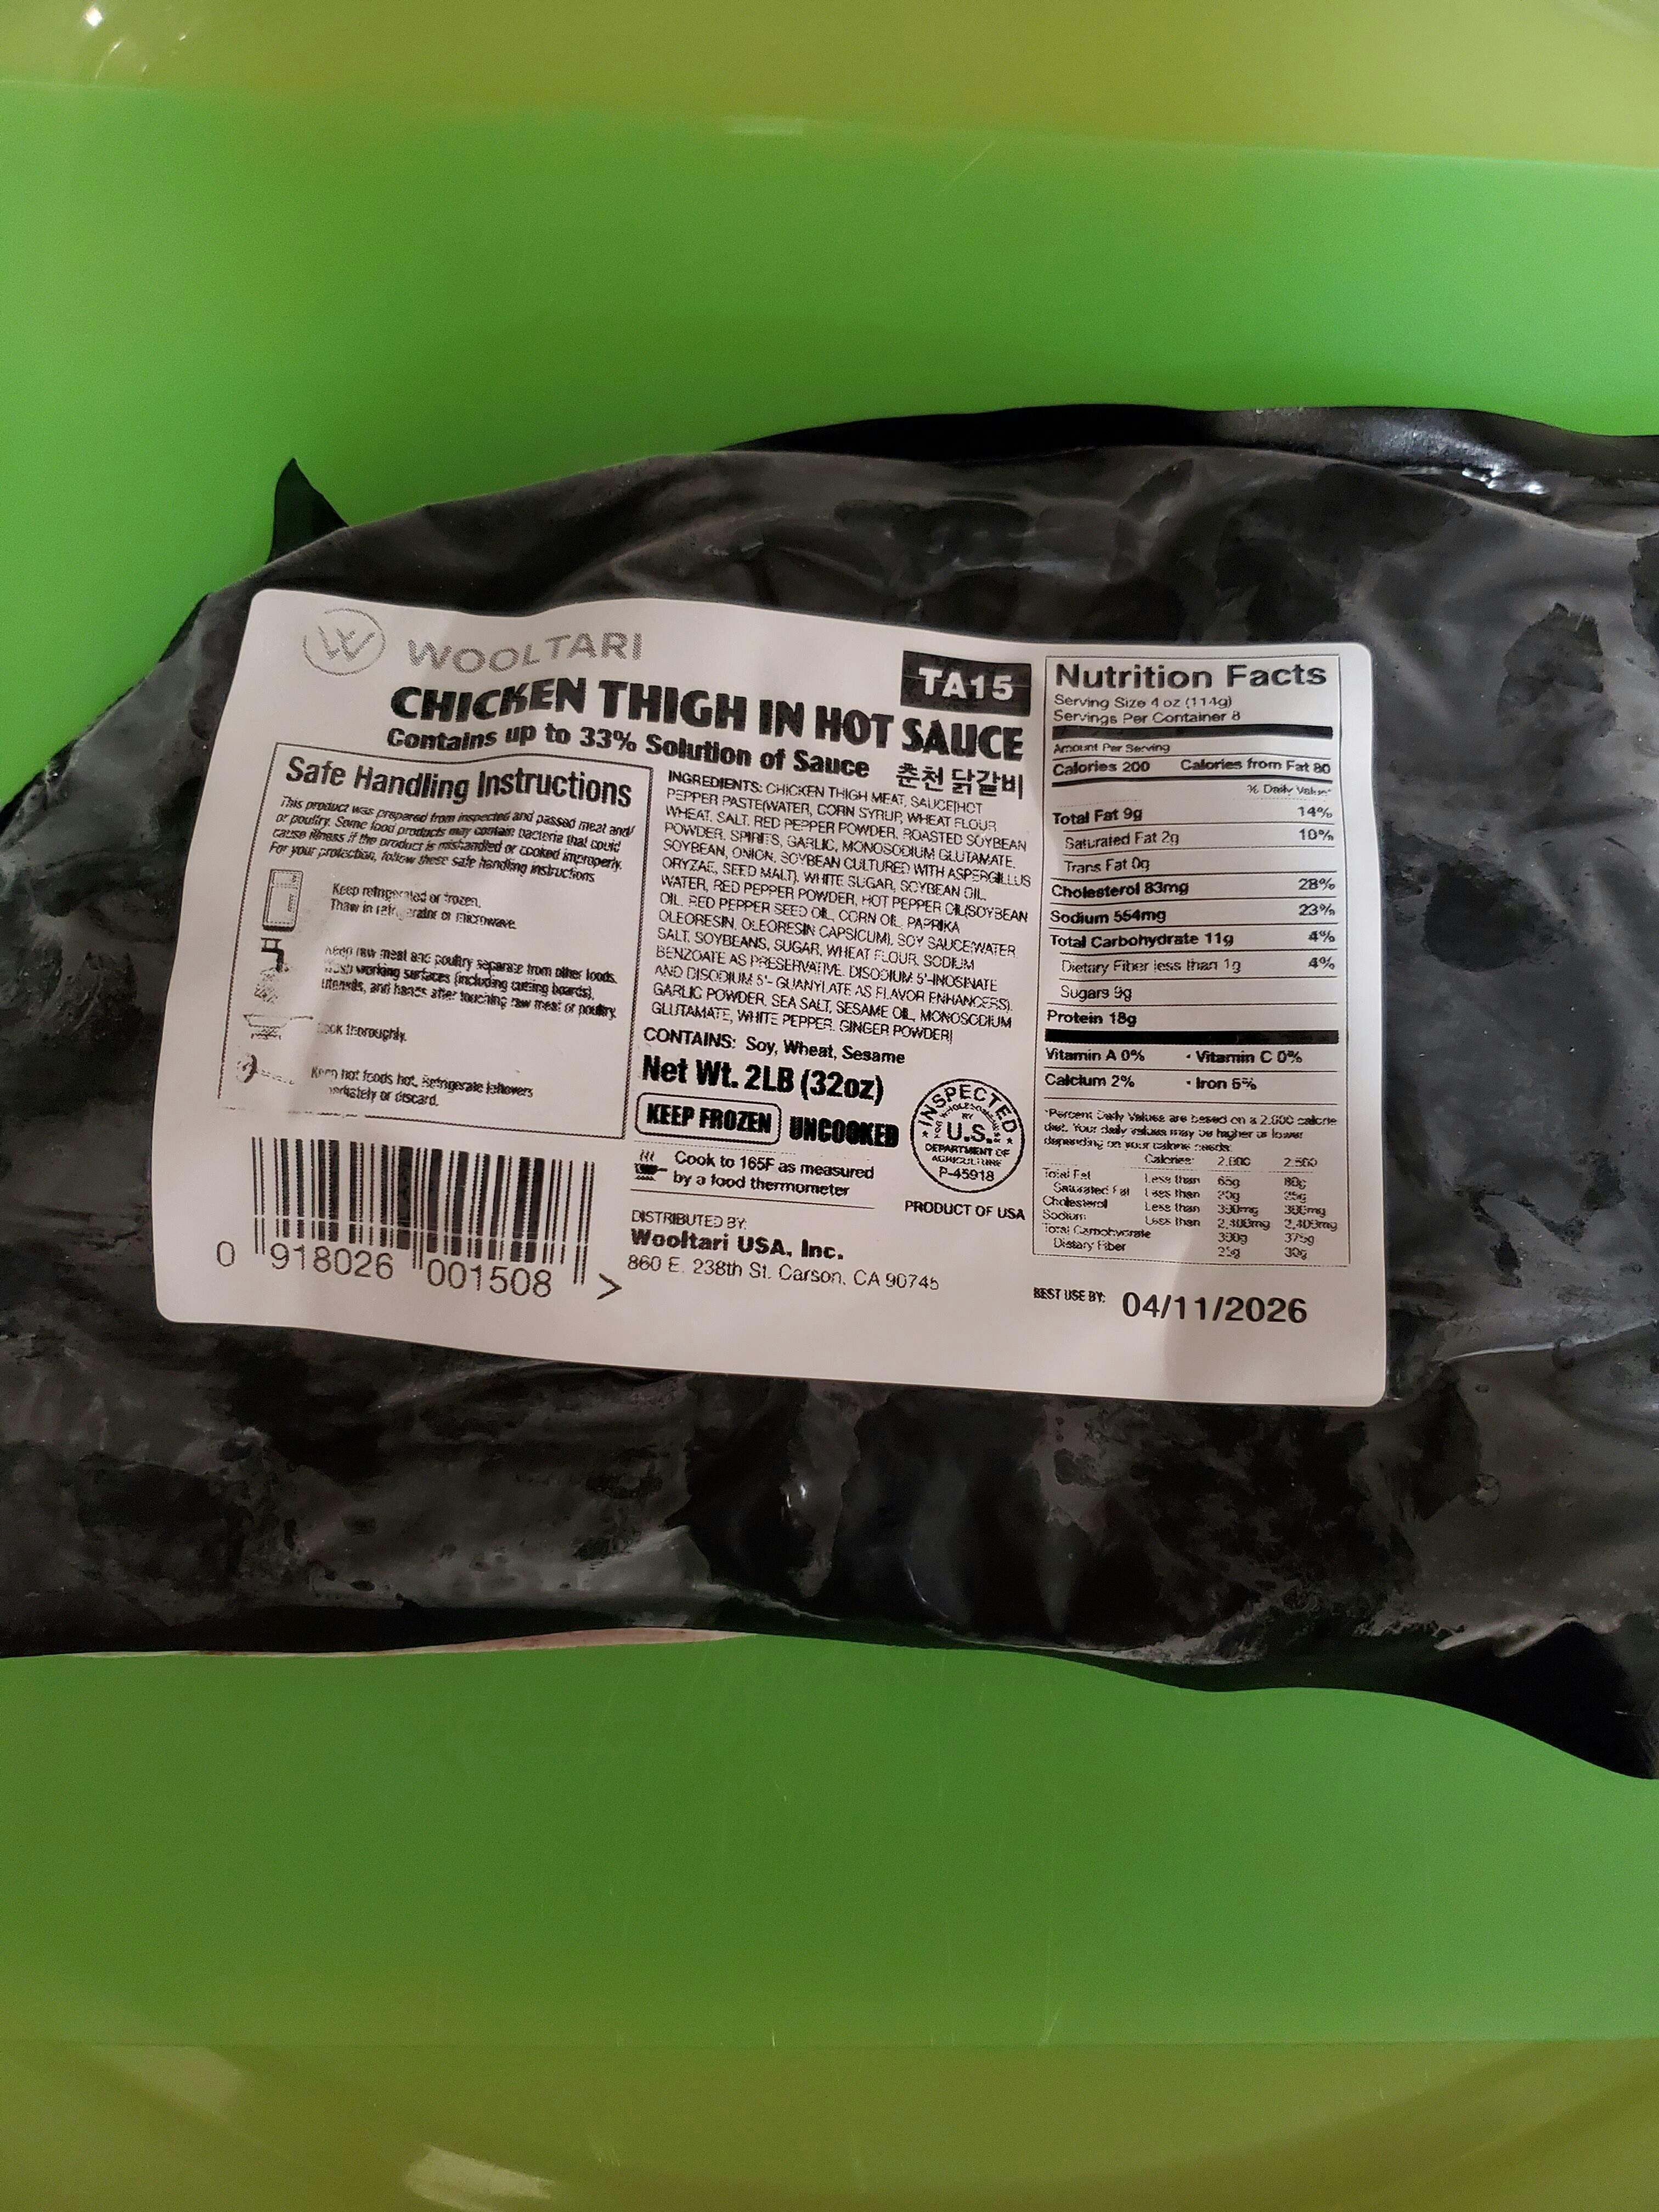 WOOLTARI
TA15
CHICKEN THIGH IN HOT SAUCE
Contains up to 33% Solution of Sauce
춘천 닭갈비
Safe Handling Instructions
This product was prepared from inspected and passed meat and/
or poultry. Some food products may contain bacteria that could
cause illness if the product is mishandled or cooked improperly.
For your protection, follow these safe handling instructions
Keep refrigerated or frozen.
Thaw in refrigerator or microwave.
Keep raw meat and poultry separate from other foods.
Wash working surfaces (including cutting boards),
utensils, and hands after touching raw meat or poultry.
Cook thoroughly.
Keep hot foods hot. Refrigerate leftovers
immediately or discard.
0 918026 001508 >
INGREDIENTS: CHICKEN THIGH MEAT, SAUCE[HOT
PEPPER PASTE(WATER, CORN SYRUP, WHEAT FLOUR,
WHEAT, SALT, RED PEPPER POWDER, ROASTED SOYBEAN
POWDER, SPIRITS, GARLIC, MONOSODIUM GLUTAMATE,
SOYBEAN, ONION, SOYBEAN CULTURED WITH ASPERGILLUS
ORYZAE, SEED MALT), WHITE SUGAR, SOYBEAN OIL,
WATER, RED PEPPER POWDER, HOT PEPPER OIL(SOYBEAN
OIL, RED PEPPER SEED OIL, CORN OIL, PAPRIKA
OLEORESIN, OLEORESIN CAPSICUM), SOY SAUCE(WATER,
SALT, SOYBEANS, SUGAR, WHEAT FLOUR, SODIUM
BENZOATE AS PRESERVATIVE, DISODIUM 5'-INOSINATE
AND DISODIUM 5'- GUANYLATE AS FLAVOR ENHANCERS),
GARLIC POWDER, SEA SALT, SESAME OIL, MONOSODIUM
GLUTAMATE, WHITE PEPPER, GINGER POWDER]
CONTAINS: Soy, Wheat, Sesame
Net Wt. 2LB (32oz)
KEEP FROZEN UNCOOKED
Cook to 165F as measured
by a food thermometer
INSPECTED
FOR WHOLESOMENESS
BY
U.S.
DEPARTMENT OF
AGRICULTURE
P-45918
PRODUCT OF USA
DISTRIBUTED BY:
Wooltari USA, Inc.
860 E. 238th St. Carson, CA 90745
Nutrition Facts
Serving Size 4 oz (114g)
Servings Per Container 8
Amount Per Serving
Calories 200 Calories from Fat 80
% Daily Value*
Total Fat 9g 14%
Saturated Fat 2g 10%
Trans Fat 0g
Cholesterol 83mg 28%
Sodium 554mg 23%
Total Carbohydrate 11g 4%
Dietary Fiber less than 1g 4%
Sugars 9g
Protein 18g
Vitamin A 0% • Vitamin C 0%
Calcium 2% • Iron 6%
*Percent Daily Values are based on a 2,000 calorie
diet. Your daily values may be higher or lower
depending on your calorie needs:
Calories: 2,000 2,500
Total Fat Less than 65g 80g
Saturated Fat Less than 20g 25g
Cholesterol Less than 300mg 300mg
Sodium Less than 2,400mg 2,400mg
Total Carbohydrate 300g 375g
Dietary Fiber 25g 30g
BEST USE BY: 04/11/2026